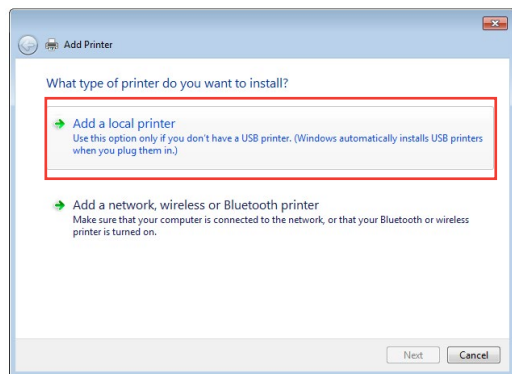 Add Printer
What type of printer do you want to install?
Add a local printer
Use this option only if you don't have a USB printer. (Windows automatically installs USB printers
when you plug them in.)
Add a network, wireless or Bluetooth printer
Make sure that your computer is connected to the network, or that your Bluetooth or wireless
printer is turned on.
Next Cancel